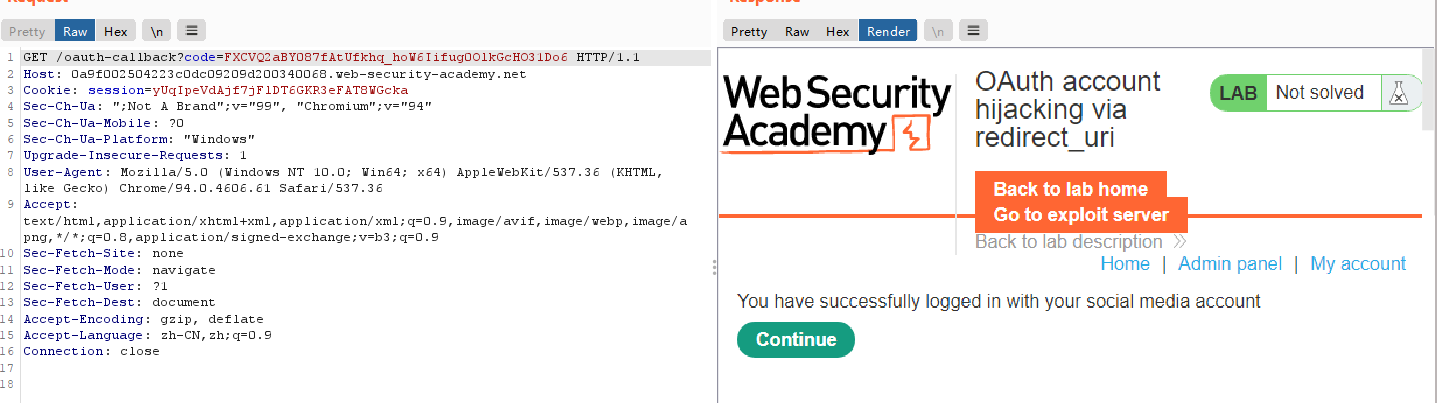 Request
Response
Pretty Raw Hex \n
Pretty Raw Hex Render \n
1 GET /oauth-callback?code=FXCVQ2aBYO87fAtUfkhq_hoW6Iifug0OlkGcHO31Do6 HTTP/1.1
2 Host: 0a9f002504223c0dc09209d200340068.web-security-academy.net
3 Cookie: session=yUqIpeVdAjf7jFlDT6GKR3eFAT8WGcka
4 Sec-Ch-Ua: ";Not A Brand";v="99", "Chromium";v="94"
5 Sec-Ch-Ua-Mobile: ?0
6 Sec-Ch-Ua-Platform: "Windows"
7 Upgrade-Insecure-Requests: 1
8 User-Agent: Mozilla/5.0 (Windows NT 10.0; Win64; x64) AppleWebKit/537.36 (KHTML,
like Gecko) Chrome/94.0.4606.61 Safari/537.36
9 Accept:
text/html,application/xhtml+xml,application/xml;q=0.9,image/avif,image/webp,image/a
png,*/*;q=0.8,application/signed-exchange;v=b3;q=0.9
10 Sec-Fetch-Site: none
11 Sec-Fetch-Mode: navigate
12 Sec-Fetch-User: ?1
13 Sec-Fetch-Dest: document
14 Accept-Encoding: gzip, deflate
15 Accept-Language: zh-CN,zh;q=0.9
16 Connection: close
17
18
WebSecurity
Academy
OAuth account
hijacking via
redirect_uri
LAB Not solved
Back to lab home
Go to exploit server
Back to lab description
Home | Admin panel | My account
You have successfully logged in with your social media account
Continue